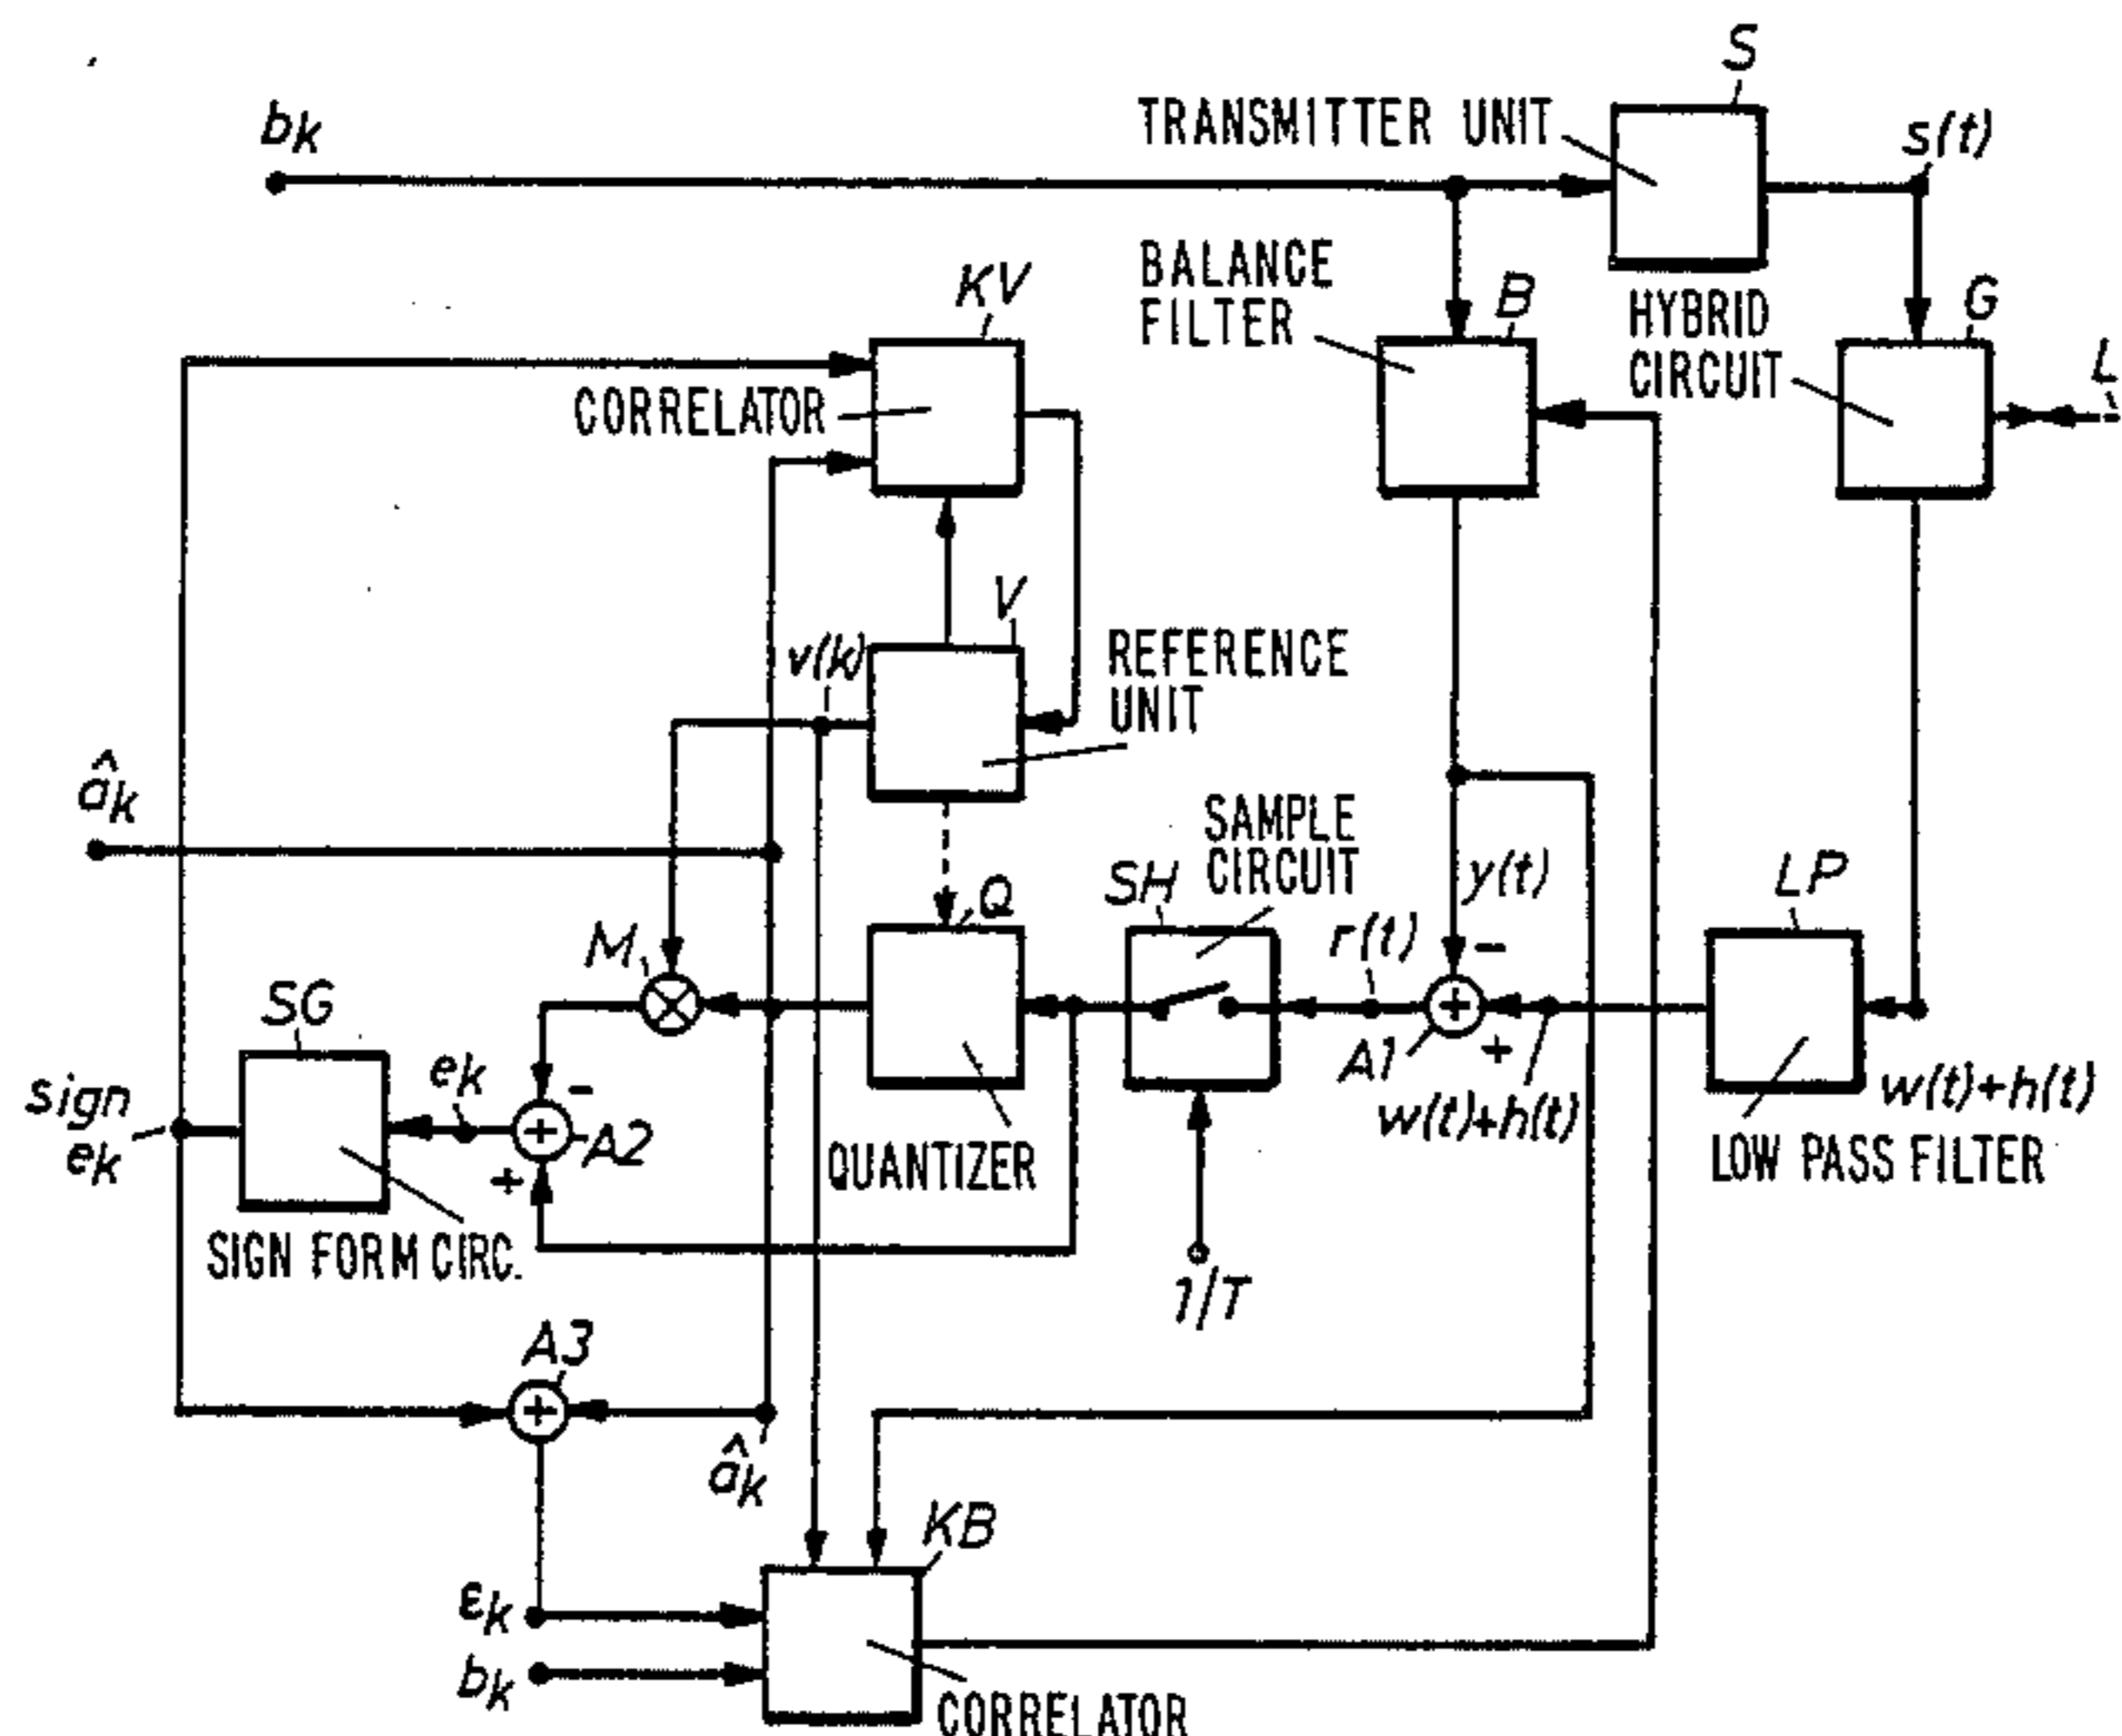 S
TRANSMITTER UNIT
s(t)
bk
BALANCE
FILTER
B
HYBRID
CIRCUIT
G
L
KV
CORRELATOR
V
v(k)
REFERENCE
UNIT
âk
SAMPLE
CIRCUIT
SH
Q
M
r(t)
y(t)
-
LP
SG
ek
-
A2
+
A1
+
w(t)+h(t)
w(t)+h(t)
sign
ek
QUANTIZER
LOW PASS FILTER
SIGN FORM CIRC.
1/T
A3
âk
KB
εk
bk
CORRELATOR